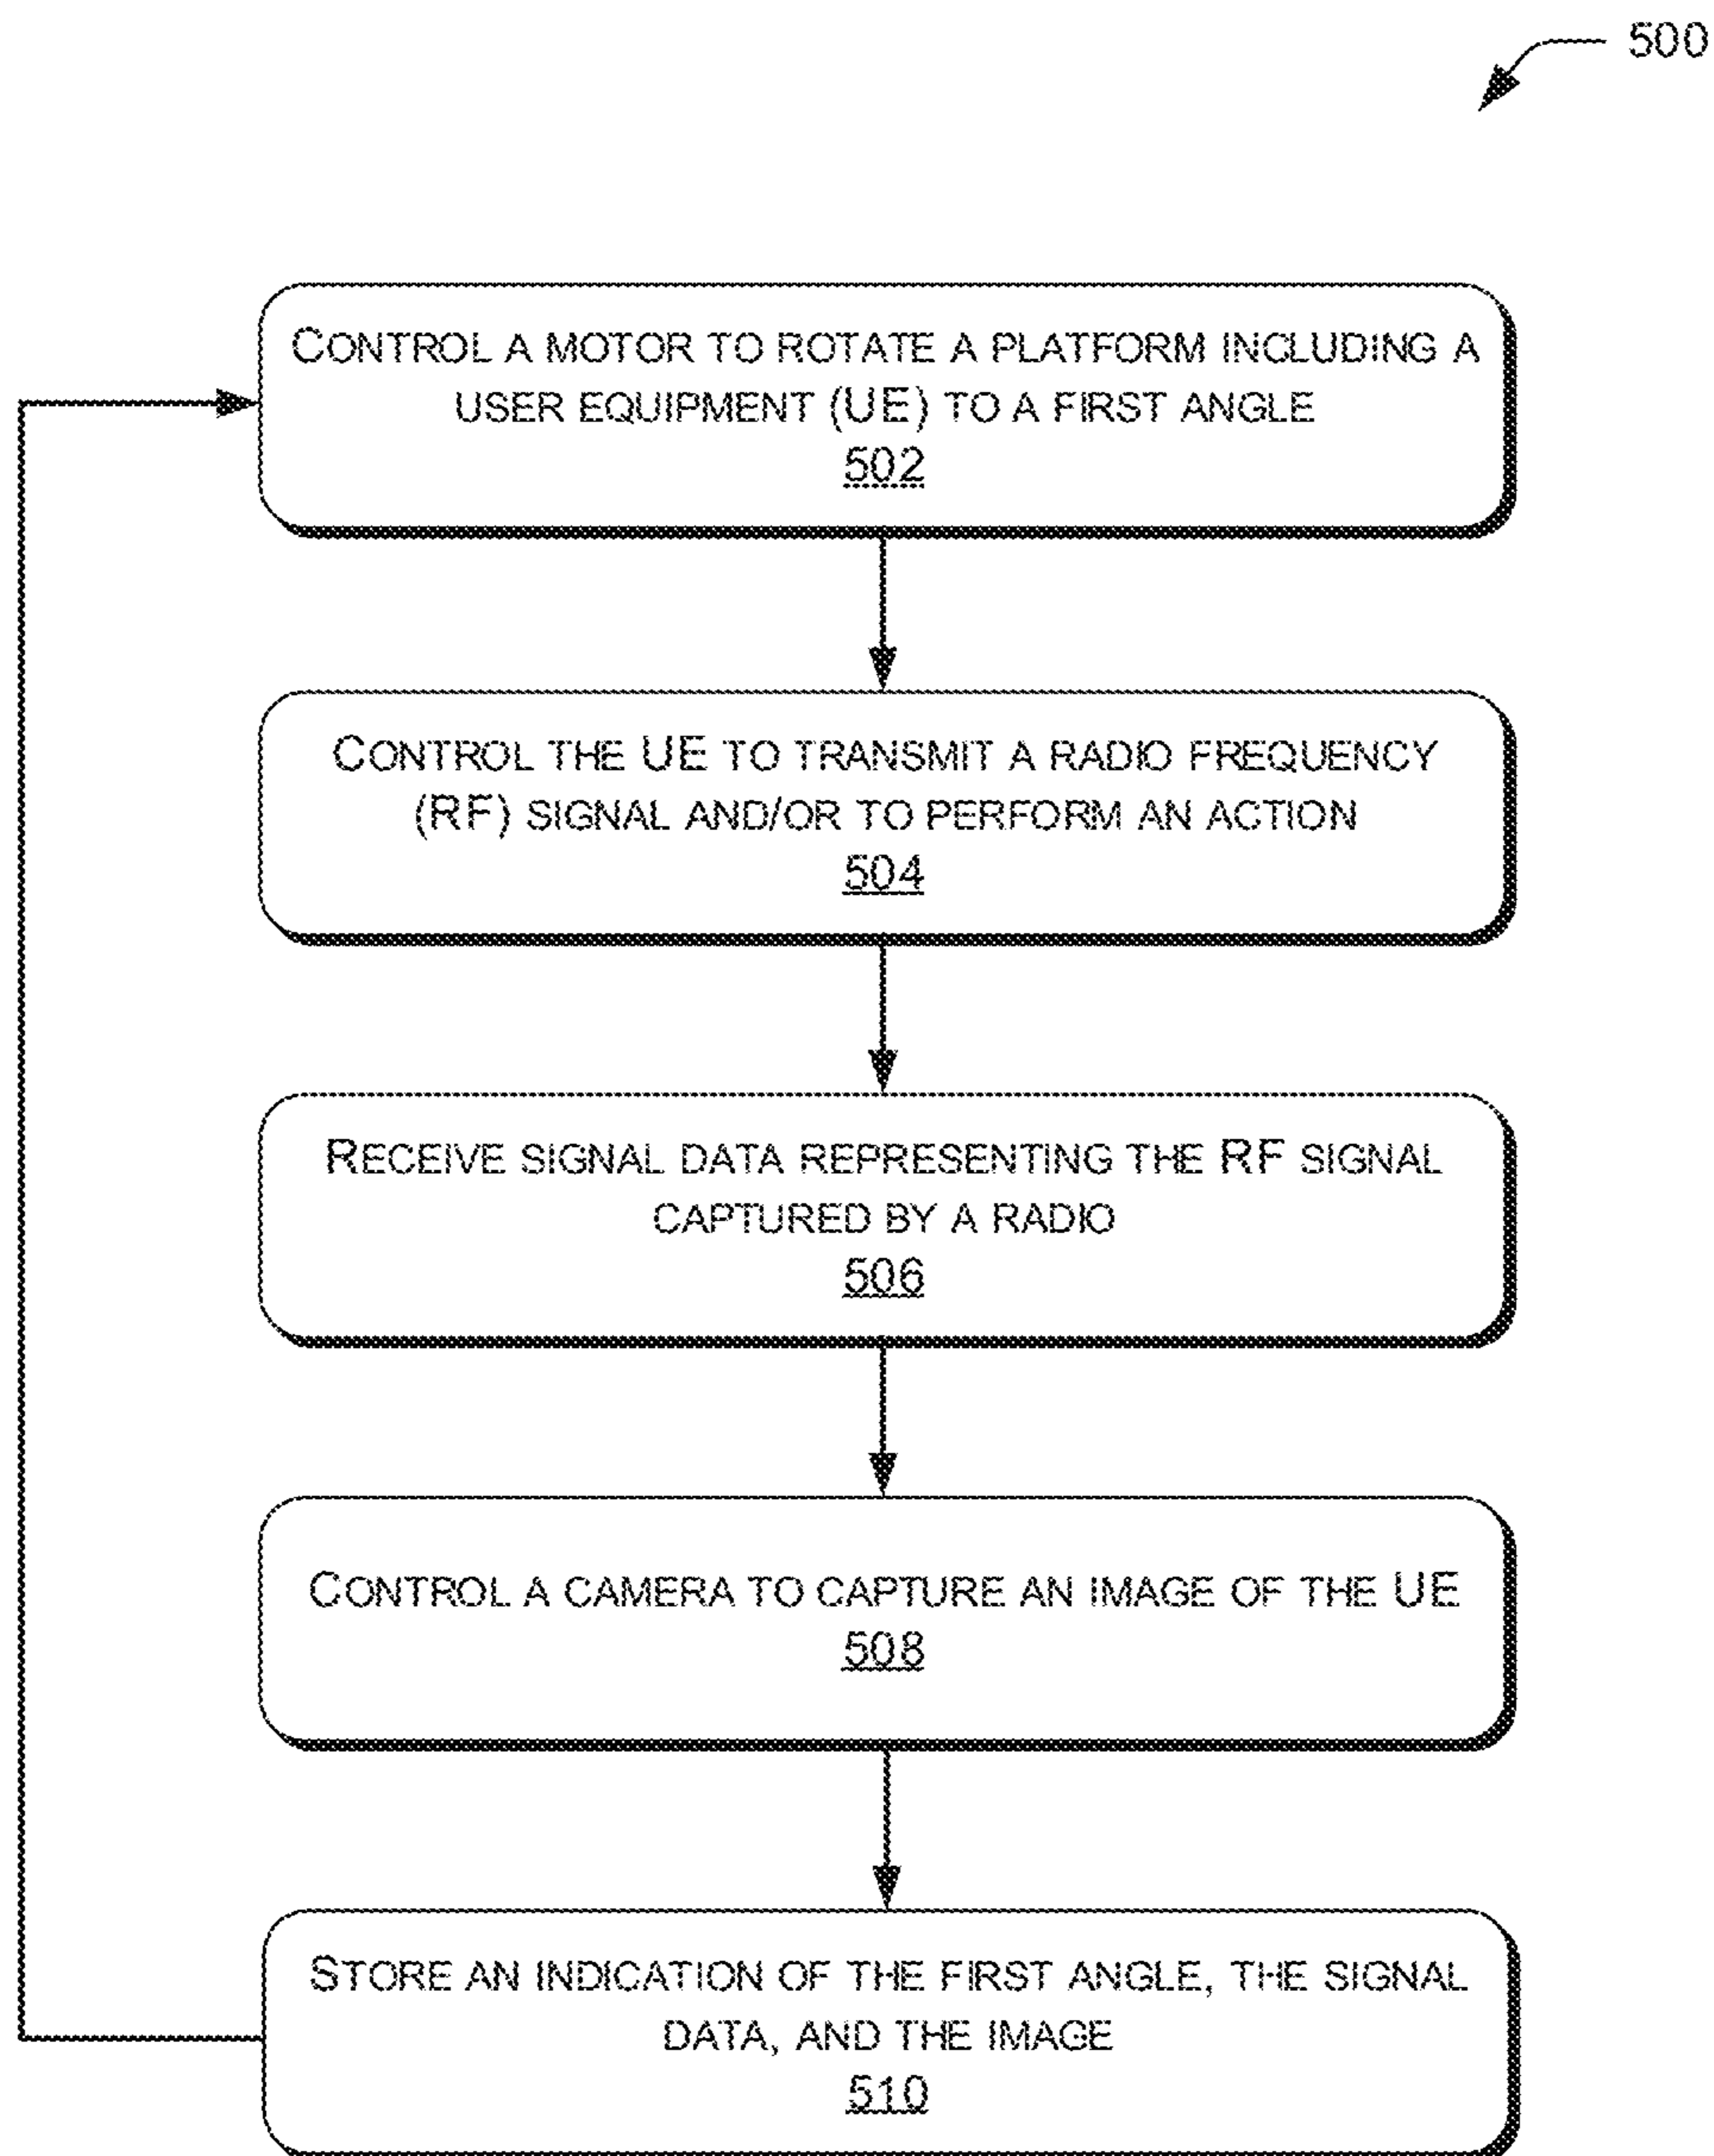 500
CONTROL A MOTOR TO ROTATE A PLATFORM INCLUDING A
USER EQUIPMENT (UE) TO A FIRST ANGLE
502
CONTROL THE UE TO TRANSMIT A RADIO FREQUENCY
(RF) SIGNAL AND/OR TO PERFORM AN ACTION
504
RECEIVE SIGNAL DATA REPRESENTING THE RF SIGNAL
CAPTURED BY A RADIO
506
CONTROL A CAMERA TO CAPTURE AN IMAGE OF THE UE
508
STORE AN INDICATION OF THE FIRST ANGLE, THE SIGNAL
DATA, AND THE IMAGE
510